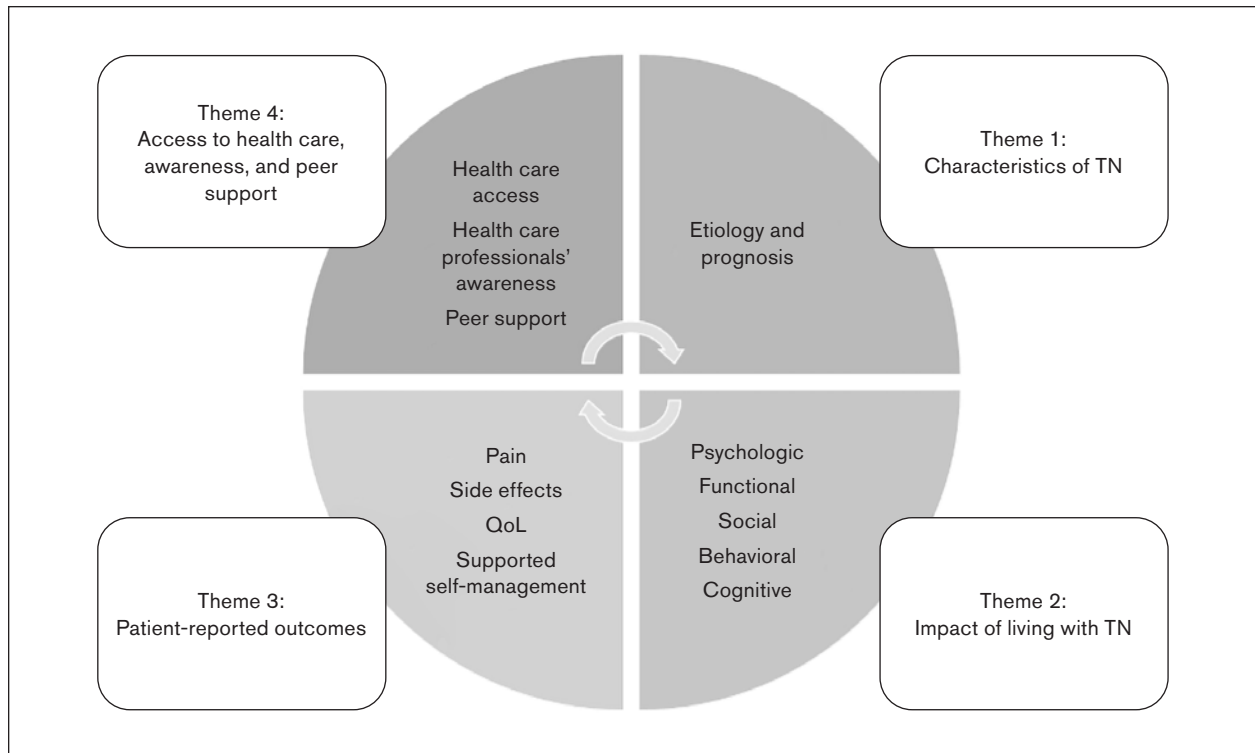 Theme 4:
Access to health care,
awareness, and peer
support
Health care
access
Health care
professionals’
awareness
Peer support
Etiology and
prognosis
Theme 1:
Characteristics of TN
Theme 3:
Patient-reported outcomes
Pain
Side effects
QoL
Supported
self-management
Psychologic
Functional
Social
Behavioral
Cognitive
Theme 2:
Impact of living with TN